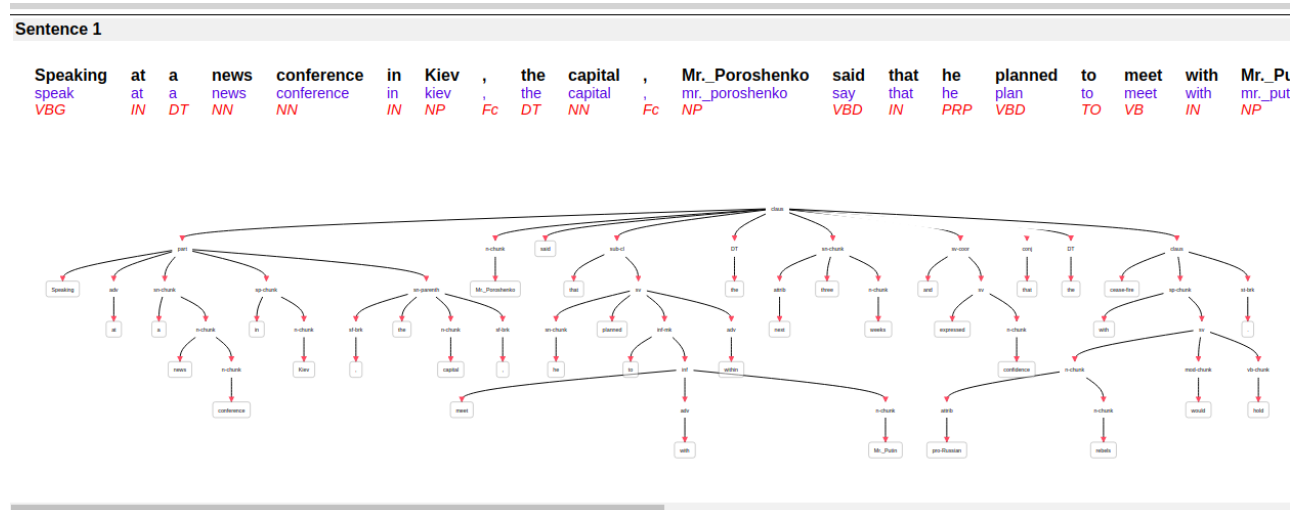 Sentence 1
Speaking at a news conference in Kiev , the capital , Mr._Poroshenko said that he planned to meet with Mr._Pu
speak at a news conference in kiev , the capital , mr._poroshenko say that he plan to meet with mr._put
VBG IN DT NN NN IN NP Fc DT NN Fc NP VBD IN PRP VBD TO VB IN NP
claus
part n-chunk said sub-cl DT sn-chunk sv-coor conj DT claus
Speaking adv sn-chunk sp-chunk sn-parenth Mr._Poroshenko that sv the attrib three n-chunk and sv that the cease-fire sp-chunk st-brk
at a n-chunk in n-chunk sf-brk the n-chunk sf-brk sn-chunk planned inf-mk adv next weeks expressed n-chunk with sv .
news n-chunk Kiev , capital , he to inf within confidence n-chunk mod-chunk vb-chunk
conference meet adv n-chunk attrib n-chunk would hold
with Mr._Putin pro-Russian rebels